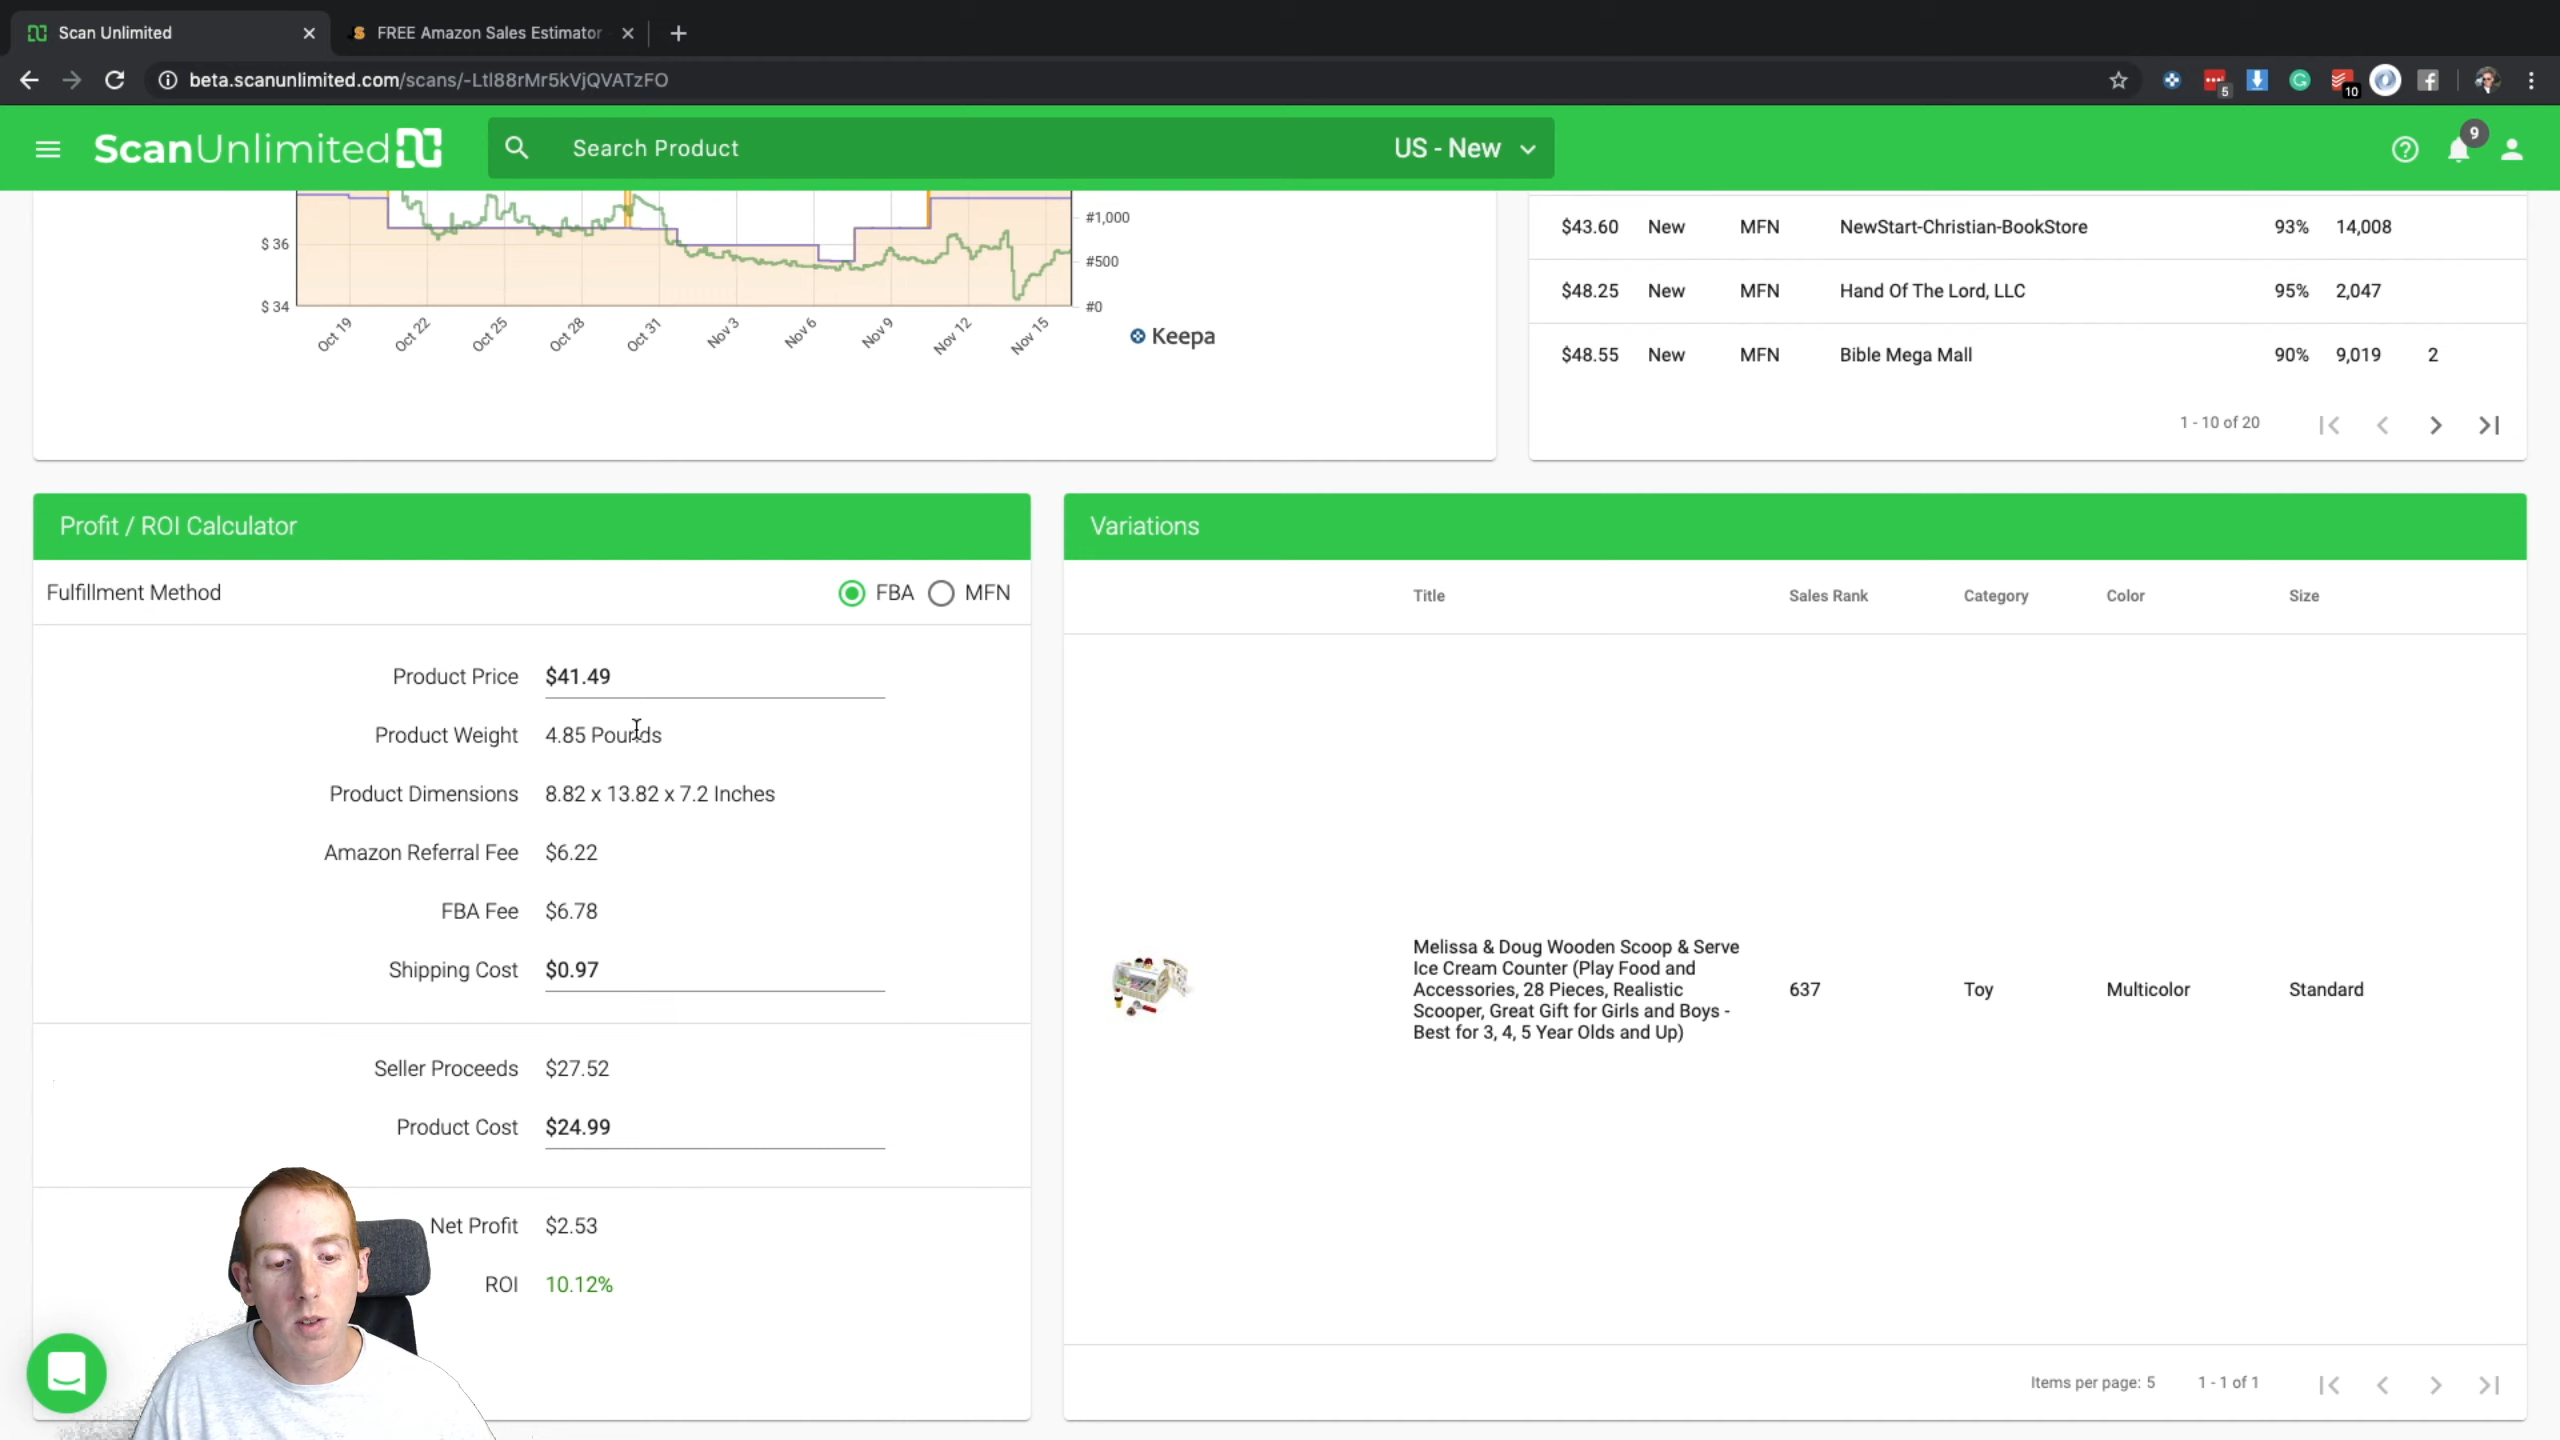 Scan Unlimited
FREE Amazon Sales Estimator
beta.scanunlimited.com/scans/-Ltl88rMr5kVjQVATzFO
5
10
ScanUnlimited
Search Product
US - New
9
$ 36
$ 34
#1,000
#500
#0
Oct 19
Oct 22
Oct 25
Oct 28
Oct 31
Nov 3
Nov 6
Nov 9
Nov 12
Nov 15
Keepa
$43.60 New MFN NewStart-Christian-BookStore 93% 14,008
$48.25 New MFN Hand Of The Lord, LLC 95% 2,047
$48.55 New MFN Bible Mega Mall 90% 9,019 2
1 - 10 of 20
Profit / ROI Calculator
Fulfillment Method FBA MFN
Product Price $41.49
Product Weight 4.85 Pounds
Product Dimensions 8.82 x 13.82 x 7.2 Inches
Amazon Referral Fee $6.22
FBA Fee $6.78
Shipping Cost $0.97
Seller Proceeds $27.52
Product Cost $24.99
Net Profit $2.53
ROI 10.12%
Variations
Title Sales Rank Category Color Size
Melissa & Doug Wooden Scoop & Serve
Ice Cream Counter (Play Food and
Accessories, 28 Pieces, Realistic
Scooper, Great Gift for Girls and Boys -
Best for 3, 4, 5 Year Olds and Up)
637 Toy Multicolor Standard
Items per page: 5 1 - 1 of 1